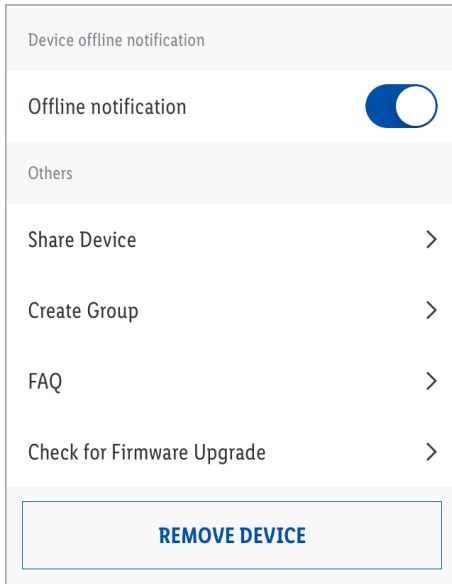 Device offline notification
Offline notification
Others
Share Device
Create Group
FAQ
Check for Firmware Upgrade
REMOVE DEVICE